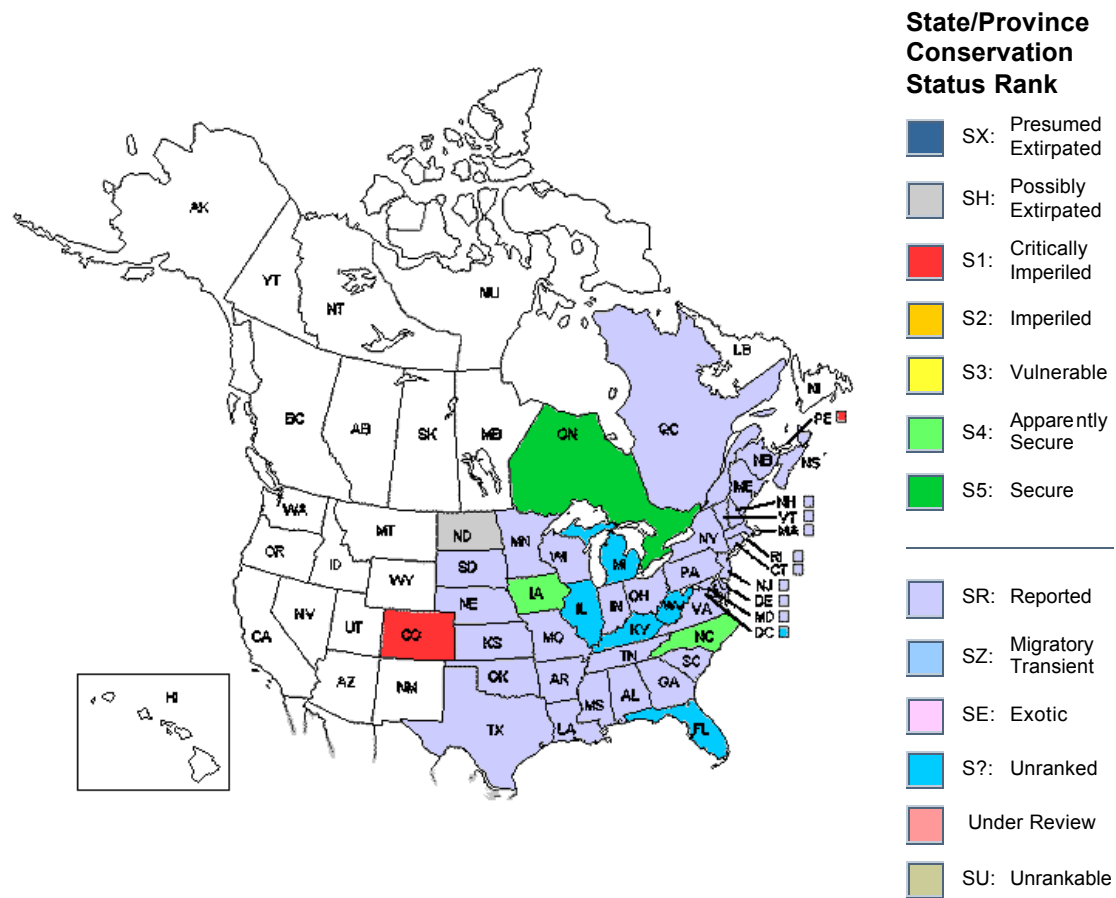 State/Province
Conservation
Status Rank
SX: Presumed
Extirpated
SH: Possibly
Extirpated
S1: Critically
Imperiled
S2: Imperiled
S3: Vulnerable
S4: Apparently
Secure
S5: Secure
SR: Reported
SZ: Migratory
Transient
SE: Exotic
S?: Unranked
Under Review
SU: Unrankable
AK
YT
NT
NU
LB
NF
BC
AB
SK
MB
ON
QC
PE
NB
NS
ME
NH
VT
MA
RI
CT
NJ
DE
MD
DC
WA
MT
ND
MN
OR
ID
WY
SD
WI
MI
NY
PA
NV
UT
CO
NE
IA
IL
IN
OH
WV
VA
CA
AZ
NM
KS
MO
KY
NC
TN
OK
AR
SC
TX
LA
MS
AL
GA
FL
HI